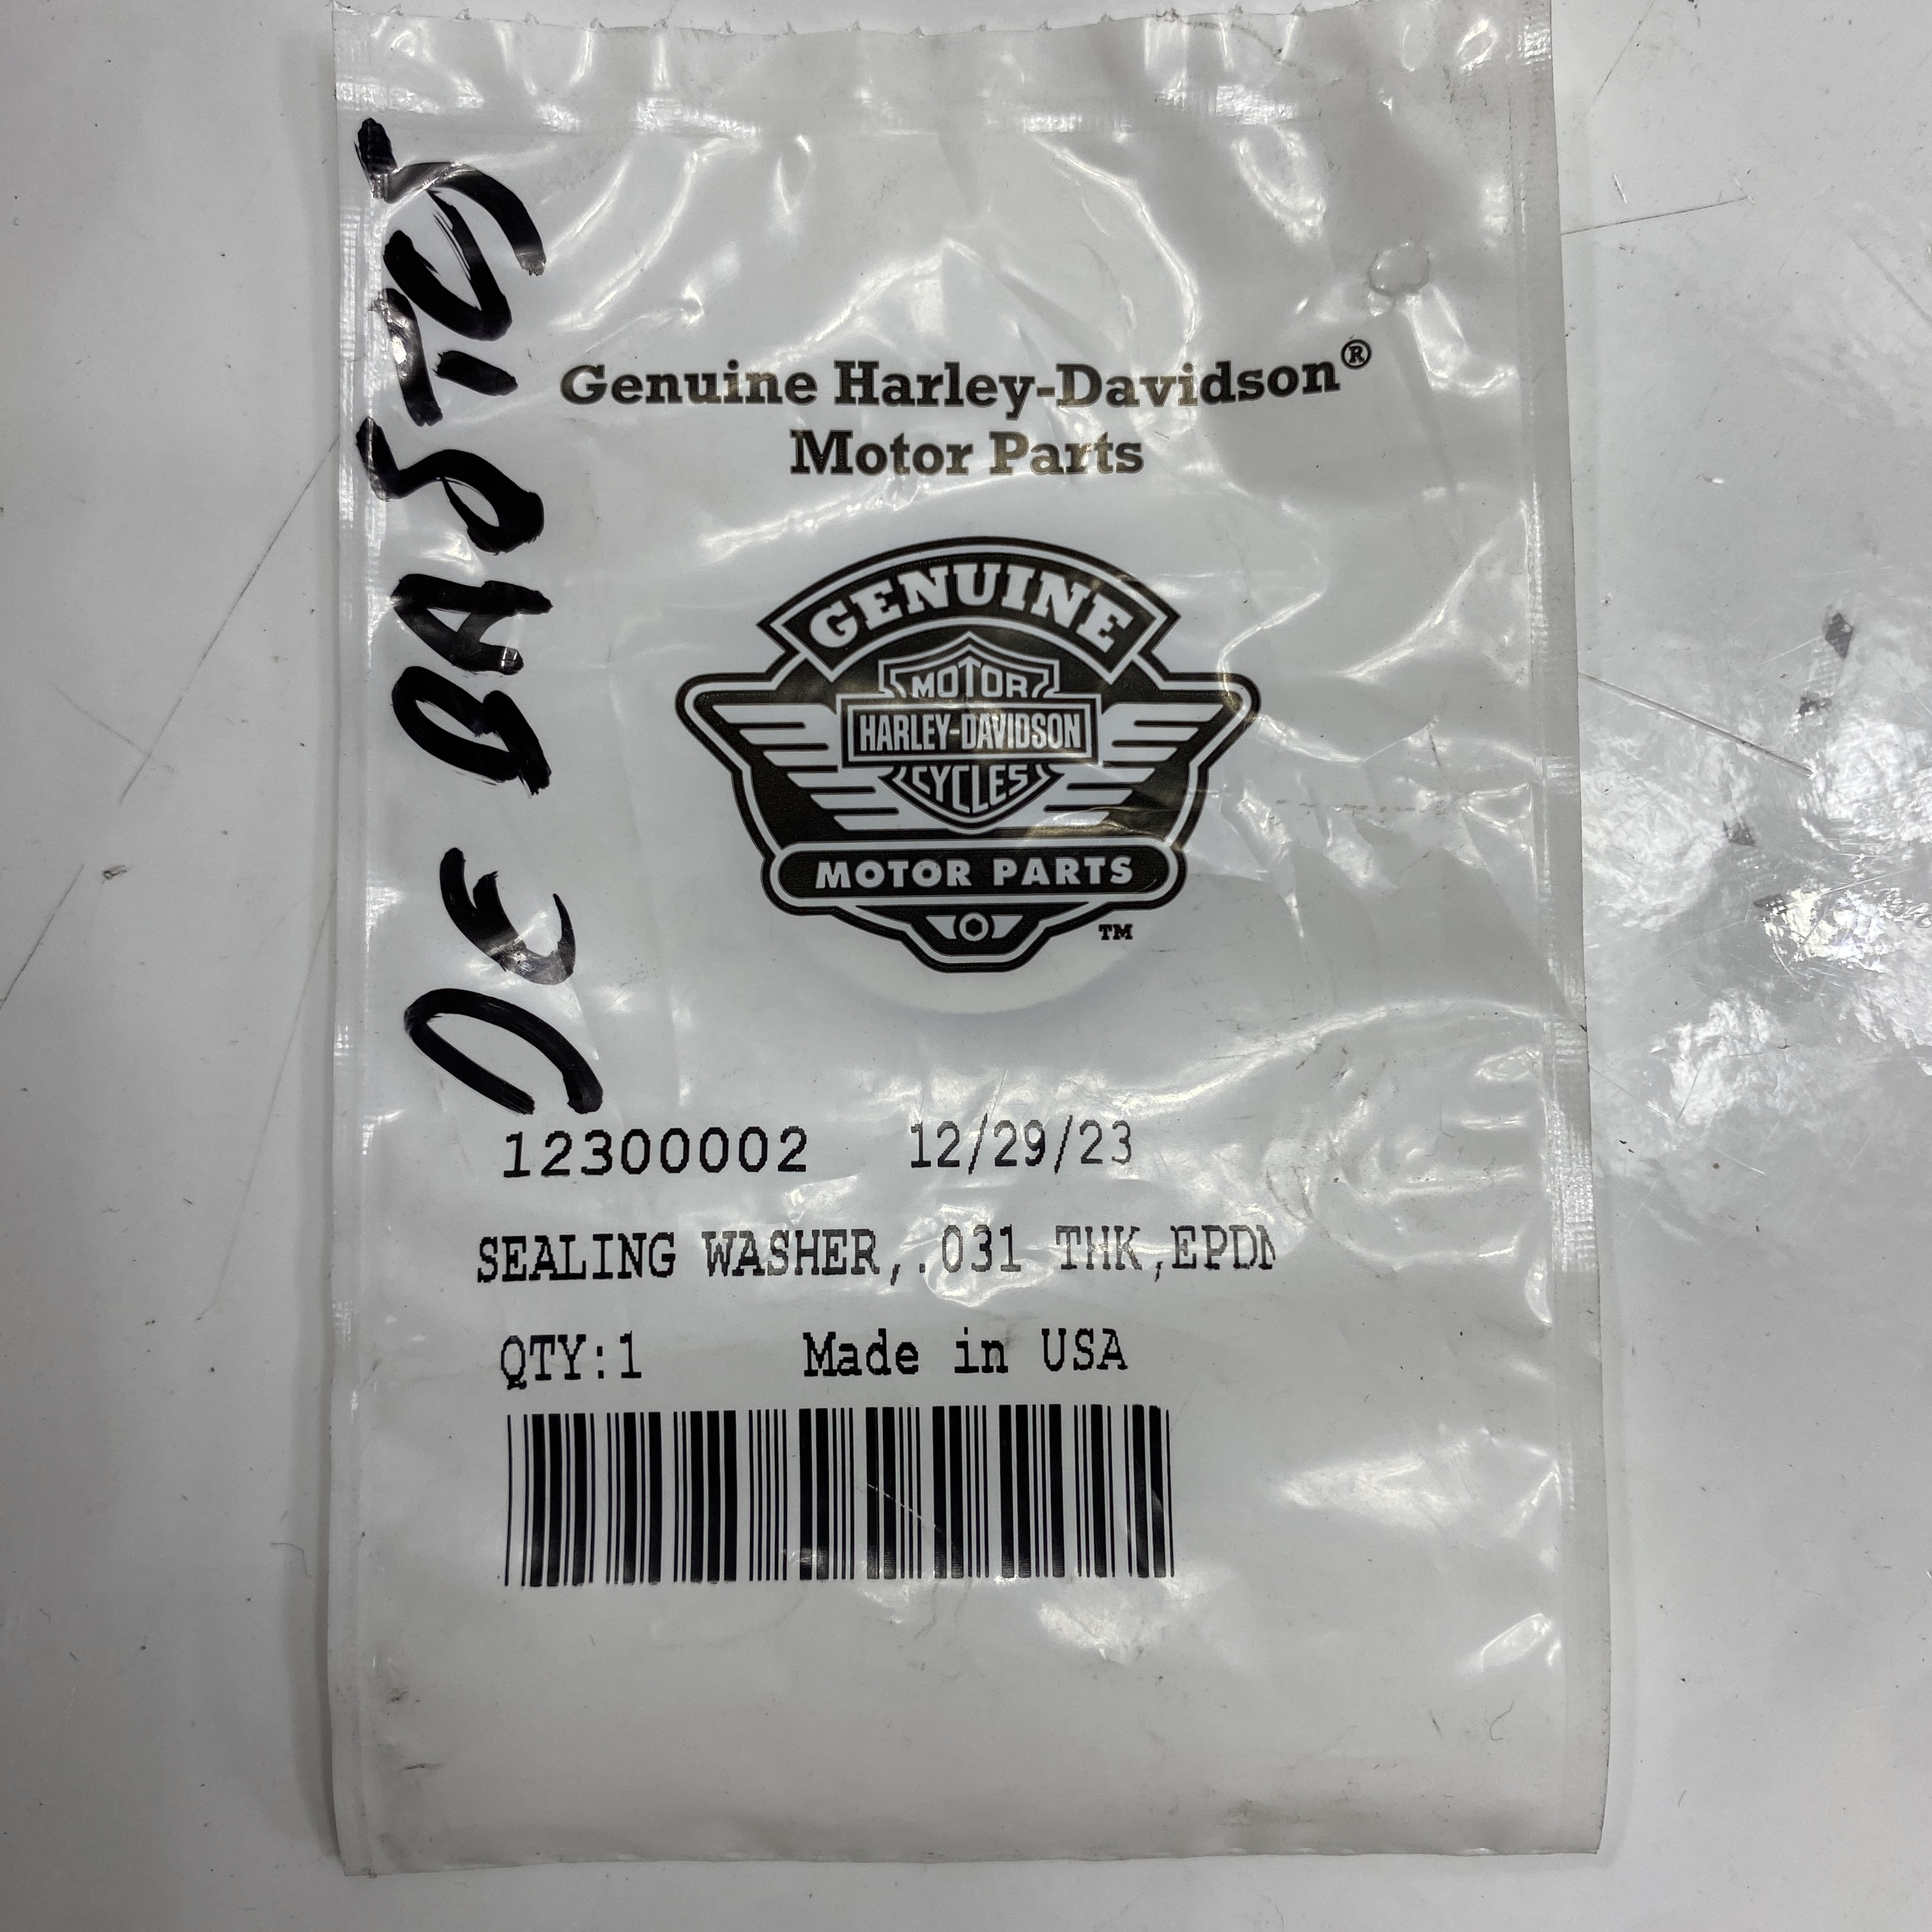 DE BASTOS
Genuine Harley-Davidson®
Motor Parts
GENUINE
MOTOR
HARLEY-DAVIDSON
CYCLES
MOTOR PARTS
TM
12300002 12/29/23
SEALING WASHER,.031 THK,EPDM
QTY:1 Made in USA